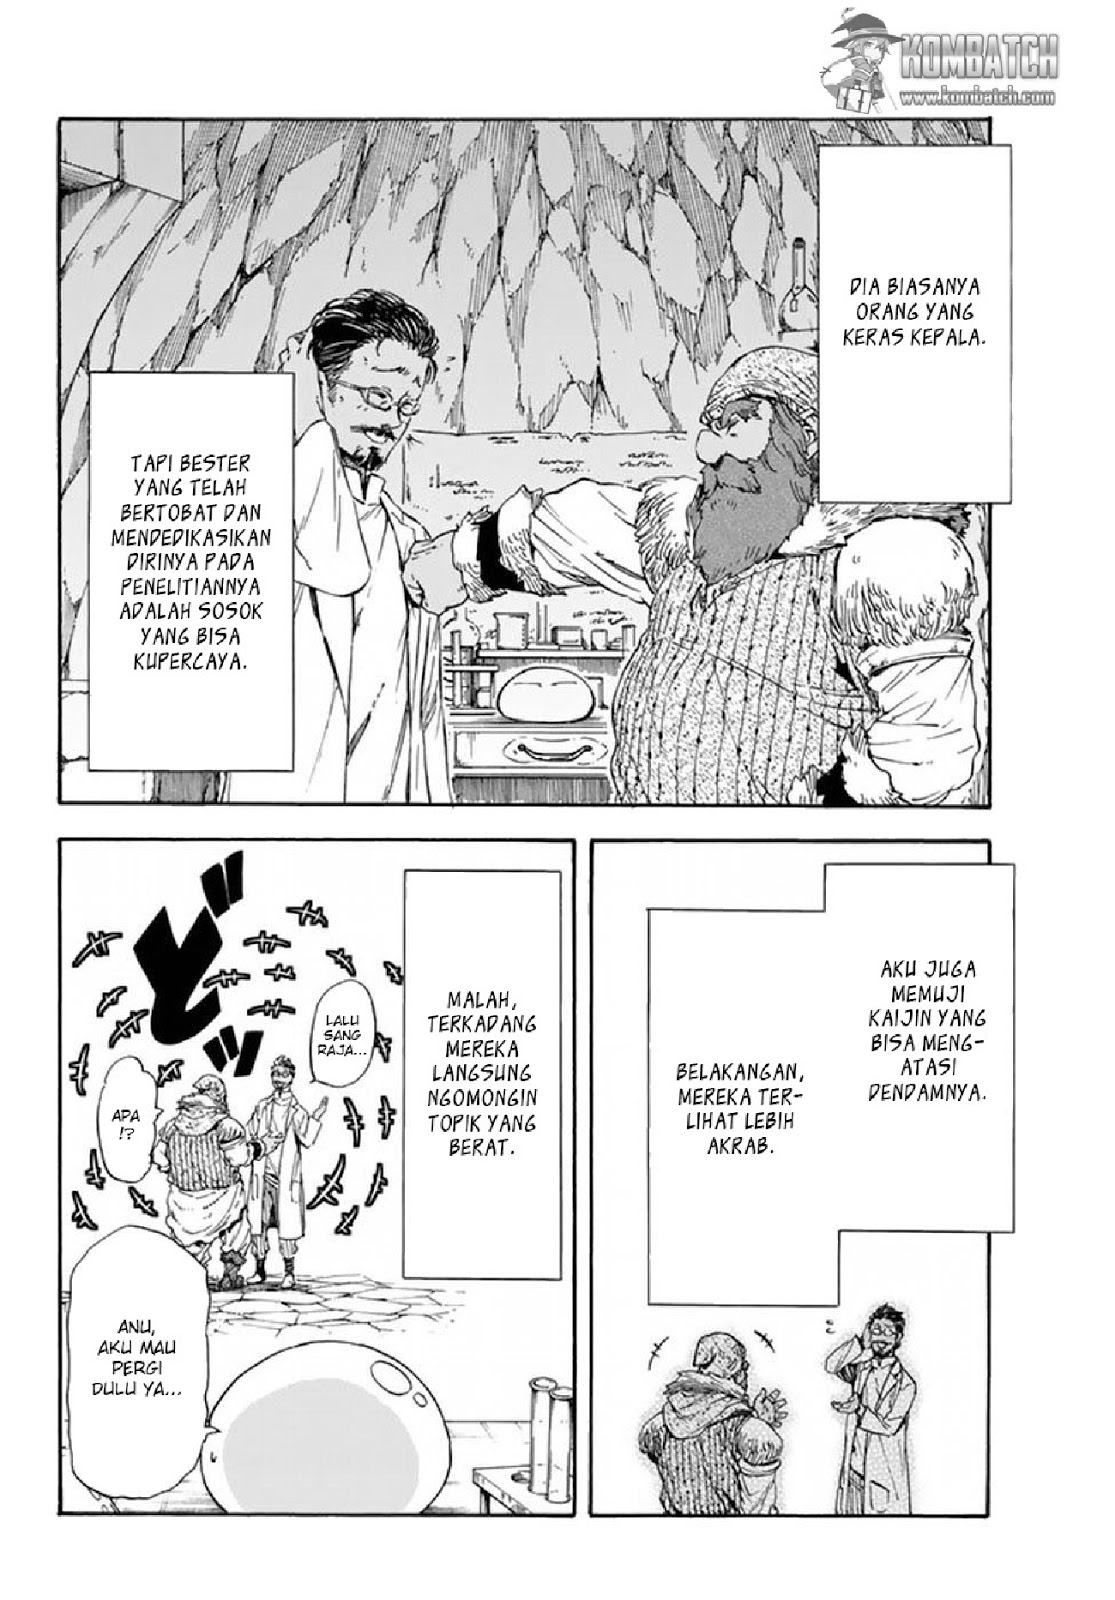 KOMBATCH
www.kombatch.com
DIA BIASANYA
ORANG YANG
KERAS KEPALA.
TAPI BESTER
YANG TELAH
BERTOBAT DAN
MENDEDIKASIKAN
DIRINYA PADA
PENELITIANNYA
ADALAH SOSOK
YANG BISA
KUPERCAYA.
AKU JUGA
MEMUJI
KAIJIN YANG
BISA MENG-
ATASI
DENDAMNYA.
BELAKANGAN,
MEREKA TER-
LIHAT LEBIH
AKRAB.
MALAH,
TERKADANG
MEREKA
LANGSUNG
NGOMONGIN
TOPIK YANG
BERAT.
ビ
ど
ッ
LALU
SANG
RAJA...
APA
!?
ANU,
AKU MAU
PERGI
DULU YA...